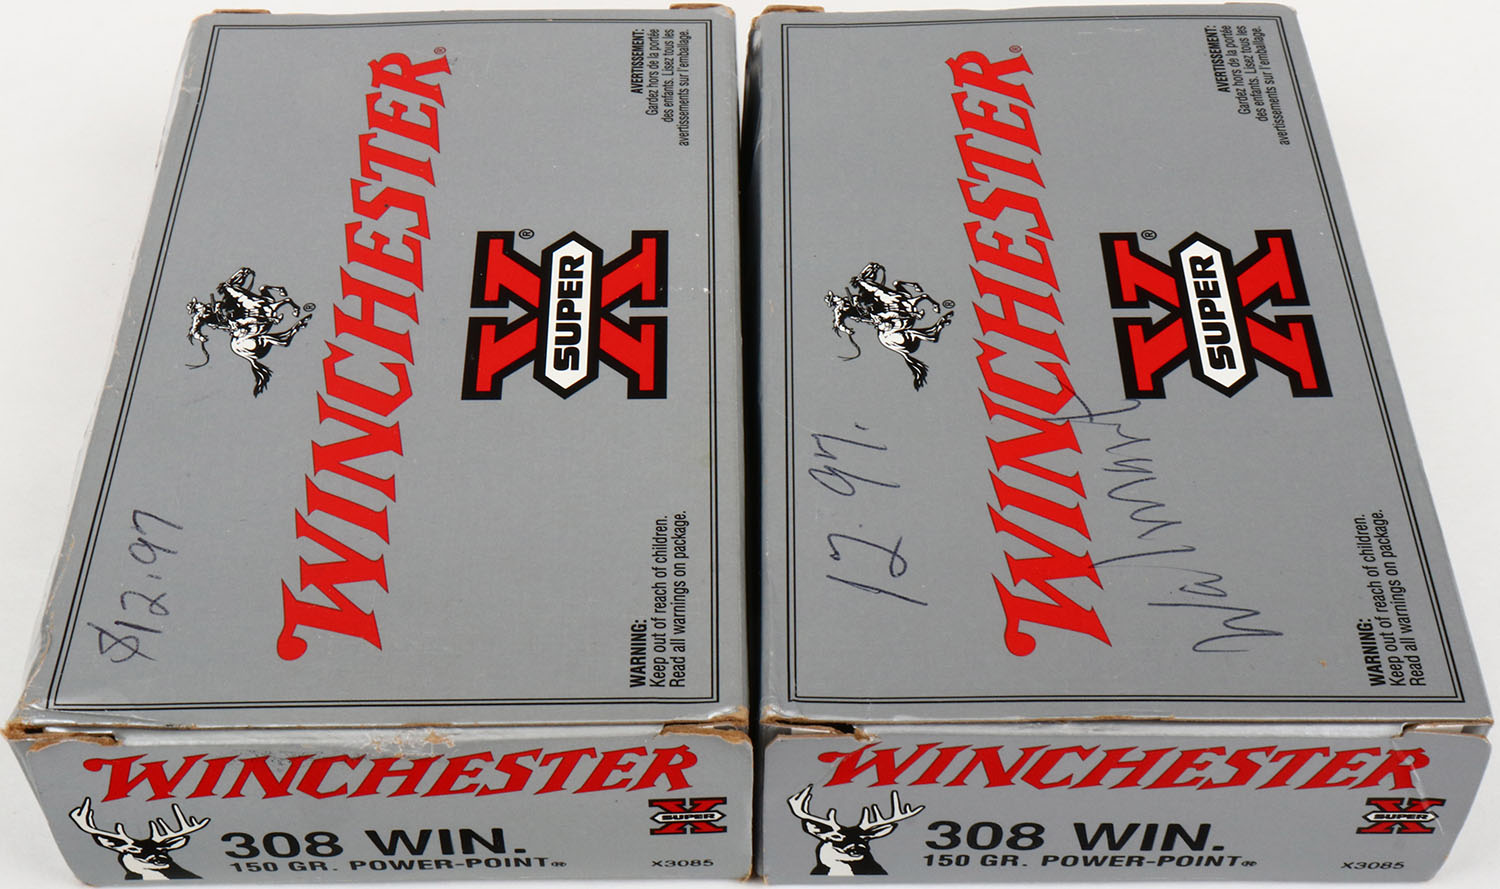 WINCHESTER®
®
SUPER X®
AVERTISSEMENT:
Gardez hors de la portée
des enfants. Lisez tous les
avertissements sur l'emballage.
WARNING:
Keep out of reach of children.
Read all warnings on package.
$12.97
WINCHESTER
308 WIN.
150 GR. POWER-POINT®
SUPER X
X3085
WINCHESTER®
®
SUPER X®
AVERTISSEMENT:
Gardez hors de la portée
des enfants. Lisez tous les
avertissements sur l'emballage.
WARNING:
Keep out of reach of children.
Read all warnings on package.
12.97.
Walmart
WINCHESTER
308 WIN.
150 GR. POWER-POINT®
SUPER X
X3085